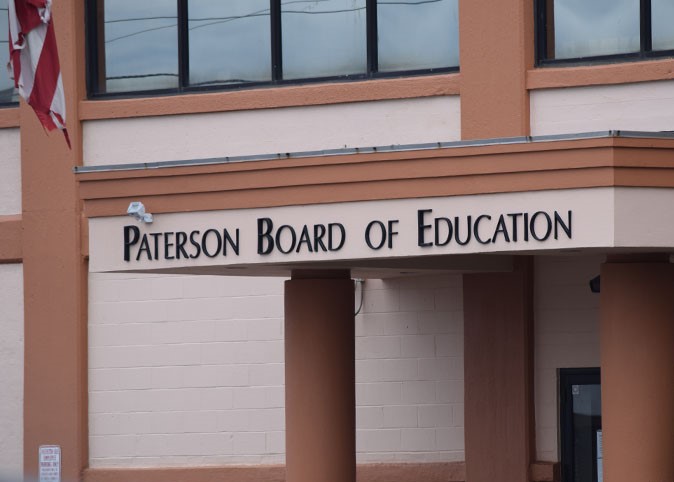 PATERSON BOARD OF EDUCATION